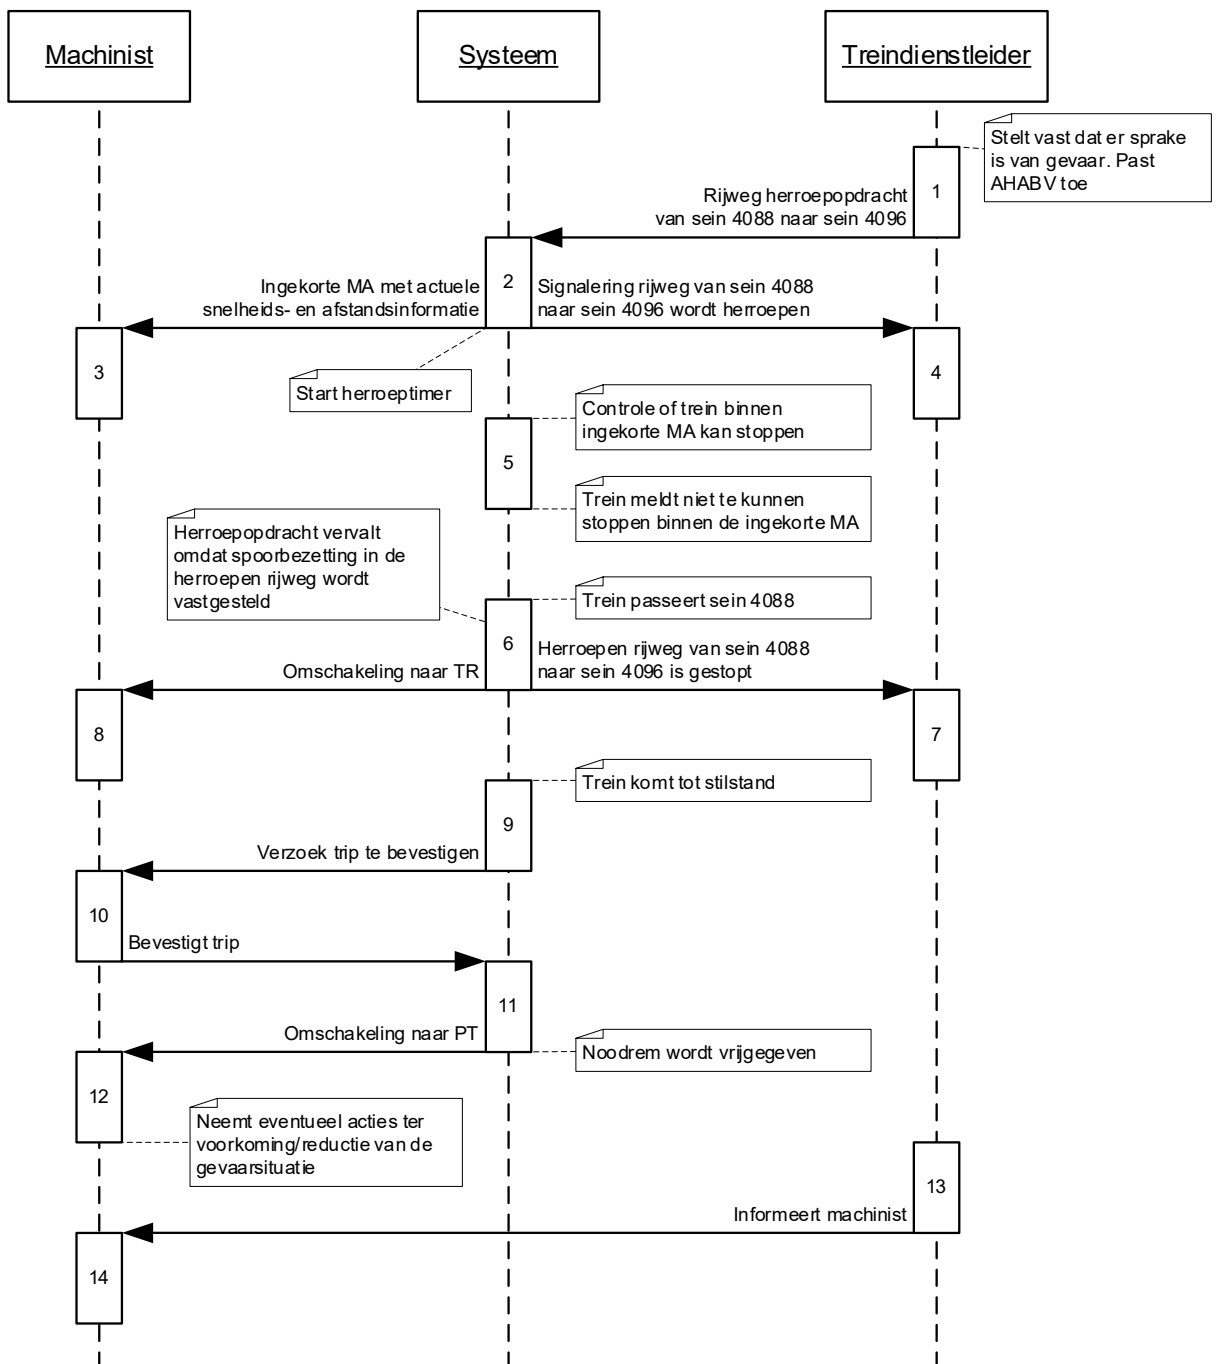 Machinist
Systeem
Treindienstleider
Stelt vast dat er sprake
is van gevaar. Past
AHABV toe
1
Rijweg herroepopdracht
van sein 4088 naar sein 4096
2
Ingekorte MA met actuele
snelheids- en afstandsinformatie
Signalering rijweg van sein 4088
naar sein 4096 wordt herroepen
3
4
Start herroeptimer
Controle of trein binnen
ingekorte MA kan stoppen
5
Trein meldt niet te kunnen
stoppen binnen de ingekorte MA
Herroepopdracht vervalt
omdat spoorbezetting in de
herroepen rijweg wordt
vastgesteld
Trein passeert sein 4088
6
Omschakeling naar TR
Herroepen rijweg van sein 4088
naar sein 4096 is gestopt
8
7
Trein komt tot stilstand
9
Verzoek trip te bevestigen
10
Bevestigt trip
11
Omschakeling naar PT
Noodrem wordt vrijgegeven
12
Neemt eventueel acties ter
voorkoming/reductie van de
gevaarsituatie
13
Informeert machinist
14